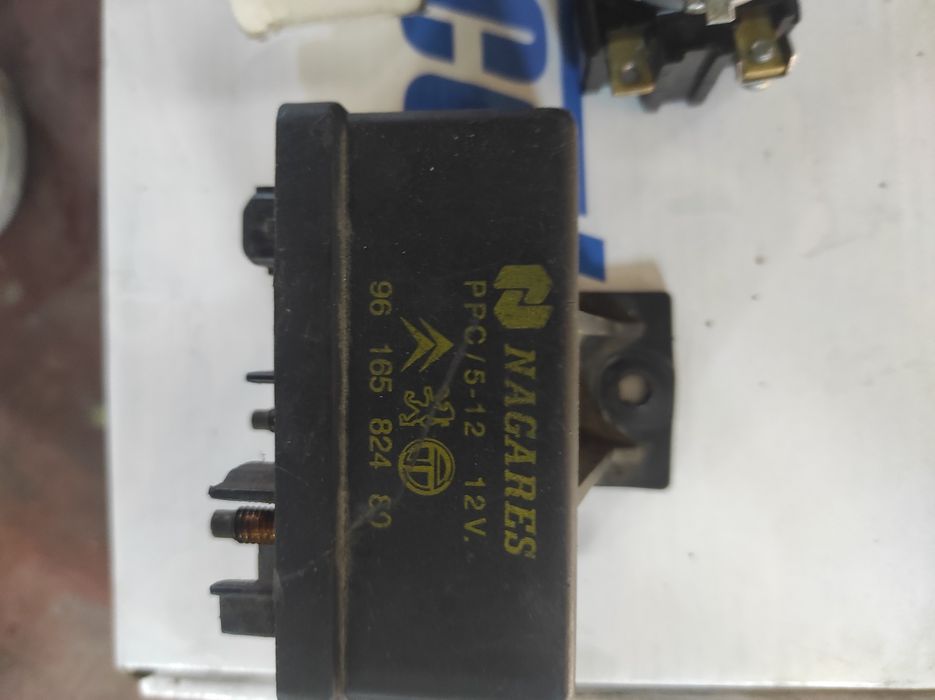 NAGARES
PPC/5-12 12V.
96 165 824 80